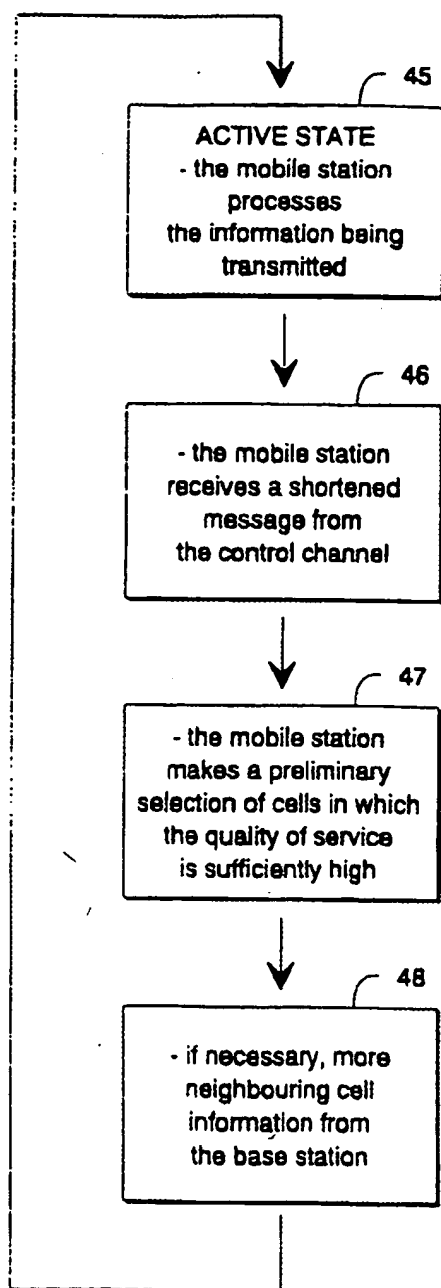 45
ACTIVE STATE
- the mobile station
processes
the information being
transmitted
46
- the mobile station
receives a shortened
message from
the control channel
47
- the mobile station
makes a preliminary
selection of cells in which
the quality of service
is sufficiently high
48
- if necessary, more
neighbouring cell
information from
the base station